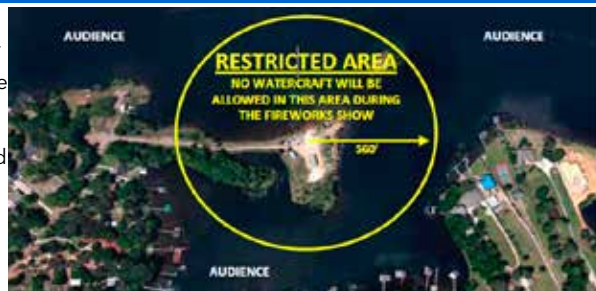 AUDIENCE
AUDIENCE
RESTRICTED AREA
NO WATERCRAFT WILL BE
ALLOWED IN THIS AREA DURING
THE FIREWORKS SHOW
560'
AUDIENCE